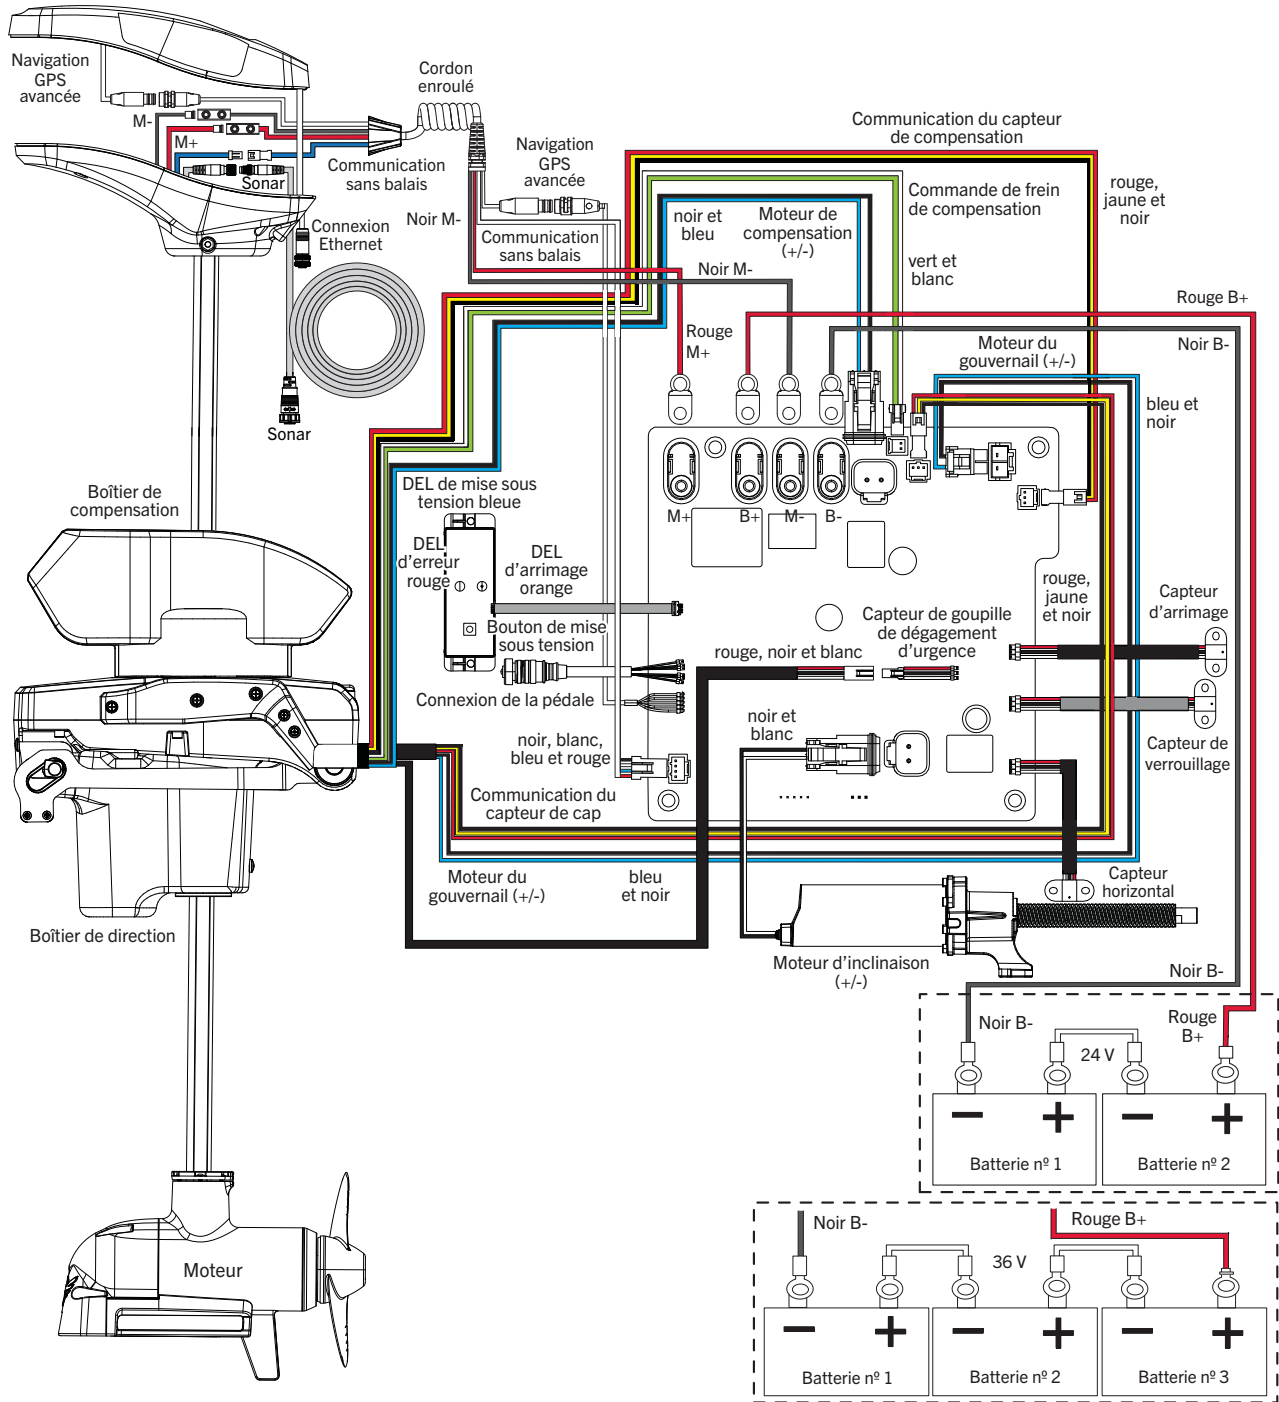 Navigation
GPS
avancée
M-
M+
Sonar
Cordon
enroulé
Communication
sans balais
Connexion
Ethernet
Sonar
Noir M-
Navigation
GPS
avancée
Communication
sans balais
Communication du capteur
de compensation
rouge,
jaune et
noir
Commande de frein
de compensation
noir et
bleu
Moteur de
compensation
(+/-)
vert et
blanc
Noir M-
Rouge
M+
Rouge B+
Noir B-
Moteur du
gouvernail (+/-)
bleu et
noir
Boîtier de
compensation
DEL de mise sous
tension bleue
DEL
d'erreur
rouge
DEL
d'arrimage
orange
Bouton de mise
sous tension
M+
B+
M-
B-
rouge,
jaune
et noir
Capteur
d'arrimage
Capteur de goupille
de dégagement
d'urgence
rouge, noir et blanc
Connexion de la pédale
noir et
blanc
noir, blanc,
bleu et rouge
Capteur de
verrouillage
Communication du
capteur de cap
Moteur du
gouvernail (+/-)
bleu
et noir
Capteur
horizontal
Boîtier de direction
Moteur d'inclinaison
(+/-)
Noir B-
Noir B-
Rouge
B+
24 V
Batterie nº 1
Batterie nº 2
Noir B-
Rouge B+
36 V
Batterie nº 1
Batterie nº 2
Batterie nº 3
Moteur